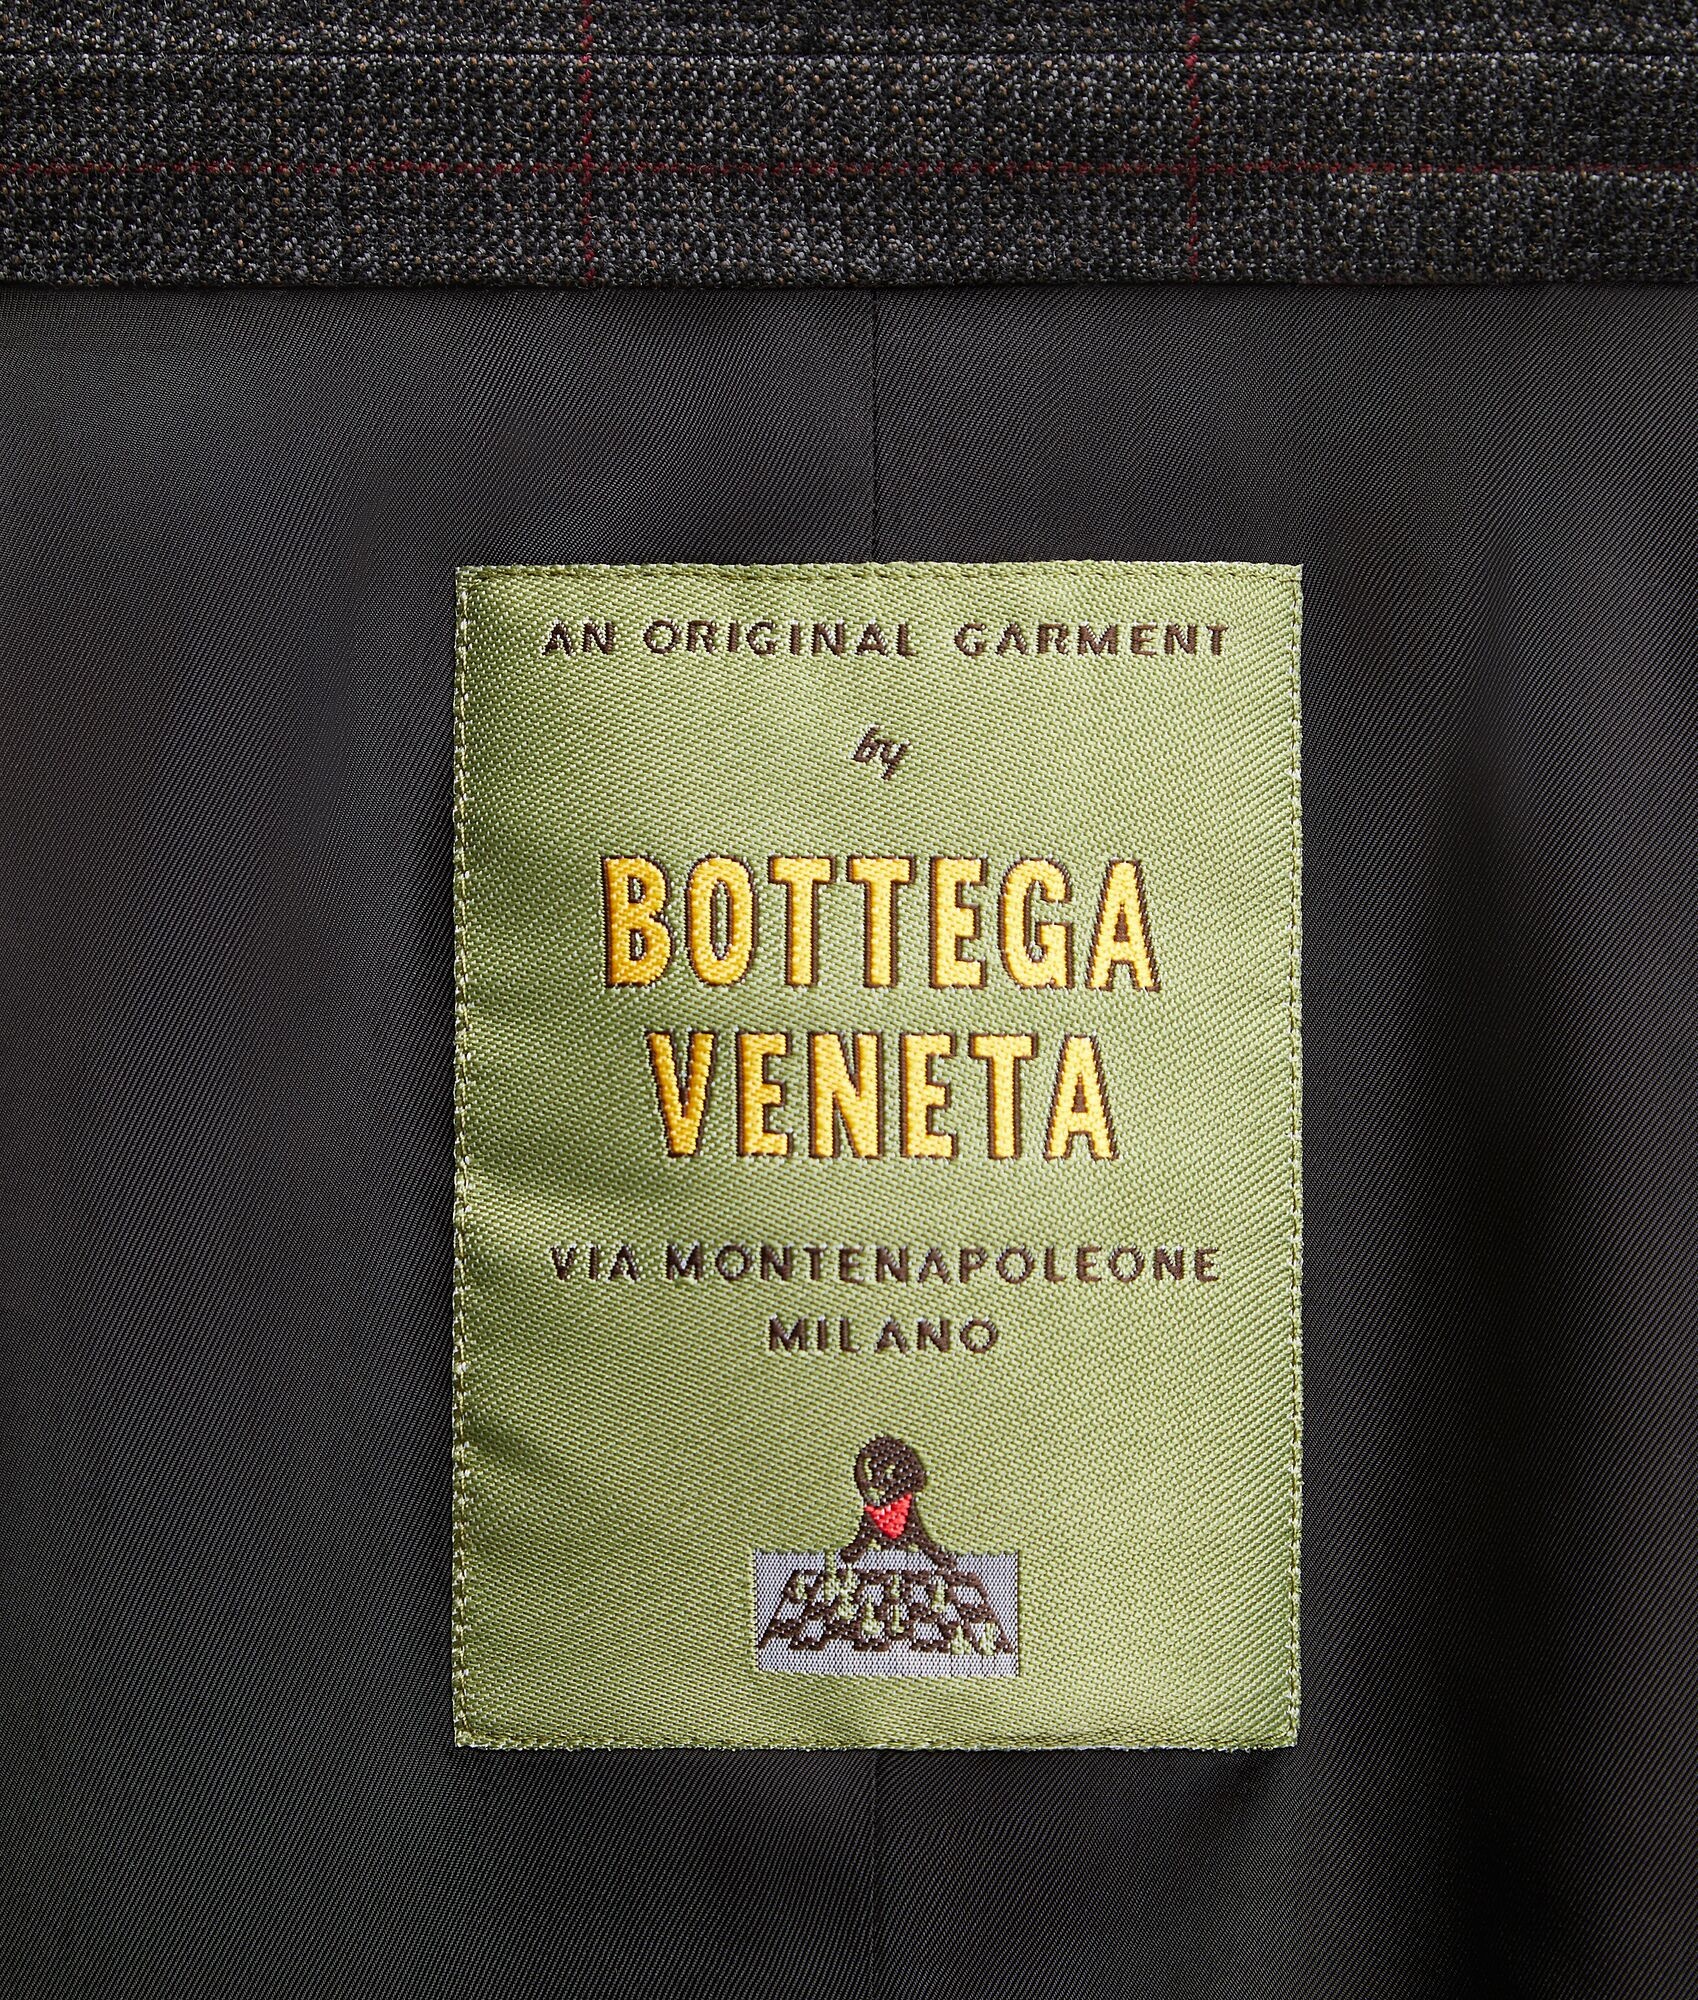 AN ORIGINAL GARMENT
by
BOTTEGA
VENETA
VIA MONTENAPOLEONE
MILANO